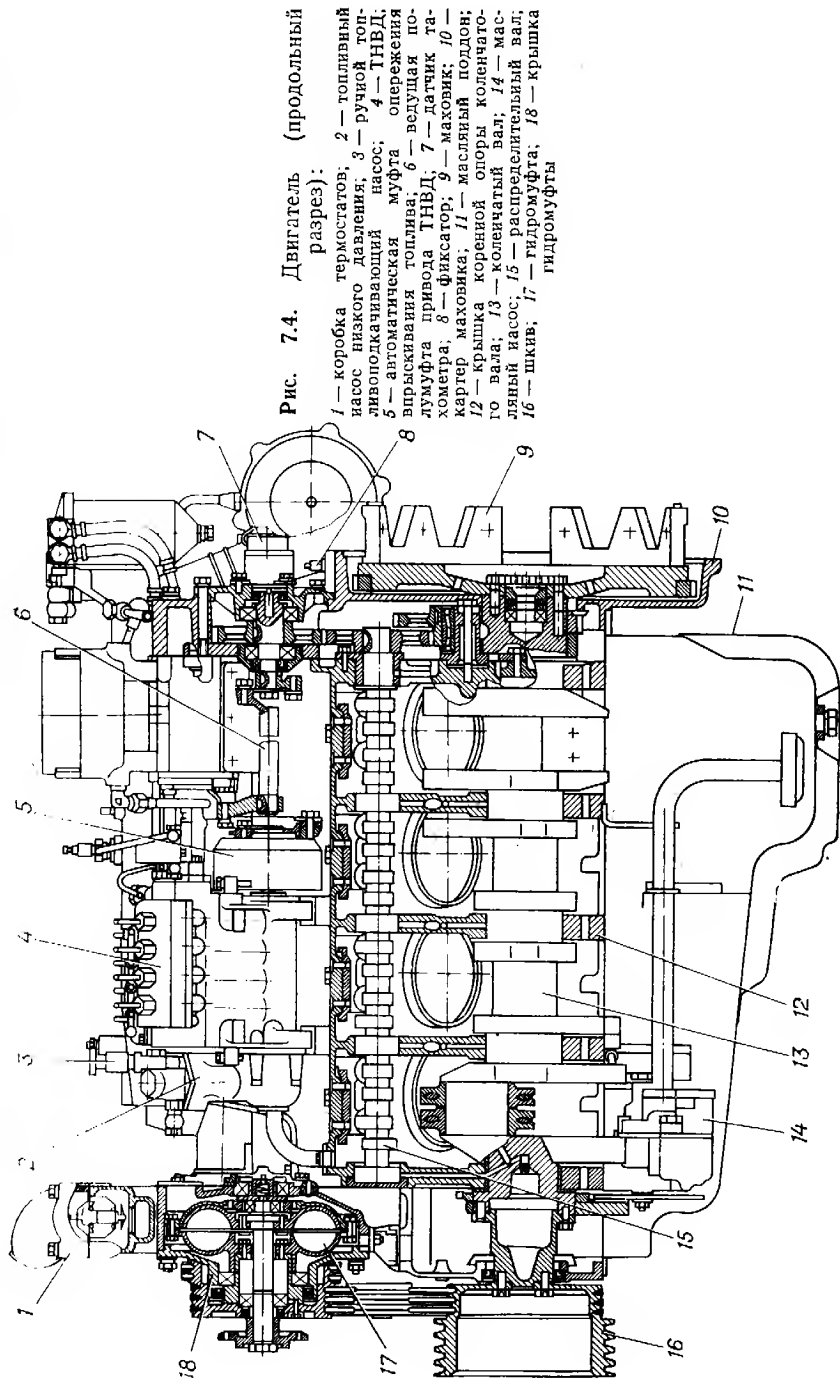 Рис. 7.4. Двигатель (продольный
разрез):
1 — коробка термостатов; 2 — топливный
насос низкого давления; 3 — ручной топ-
ливоподкачивающий насос; 4 — ТНВД;
5 — автоматическая муфта опережения
впрыскивания топлива; 6 — ведущая по-
лумуфта привода ТНВД; 7 — датчик та-
хометра; 8 — фиксатор; 9 — маховик; 10 —
картер маховика; 11 — масляный поддон;
12 — крышка коренной опоры коленчато-
го вала; 13 — коленчатый вал; 14 — мас-
ляный насос; 15 — распределительный вал;
16 — шкив; 17 — гидромуфта; 18 — крышка
гидромуфты
1
2
3
4
5
6
7
8
9
10
11
12
13
14
15
16
17
18